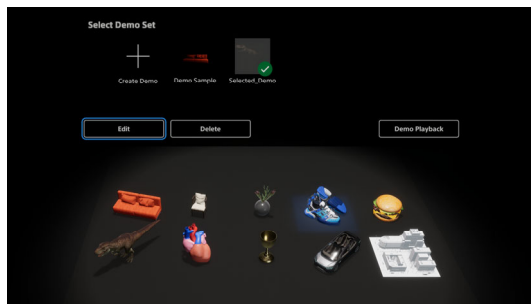 Select Demo Set
Create Demo
Demo Sample
Selected_Demo
Edit
Delete
Demo Playback